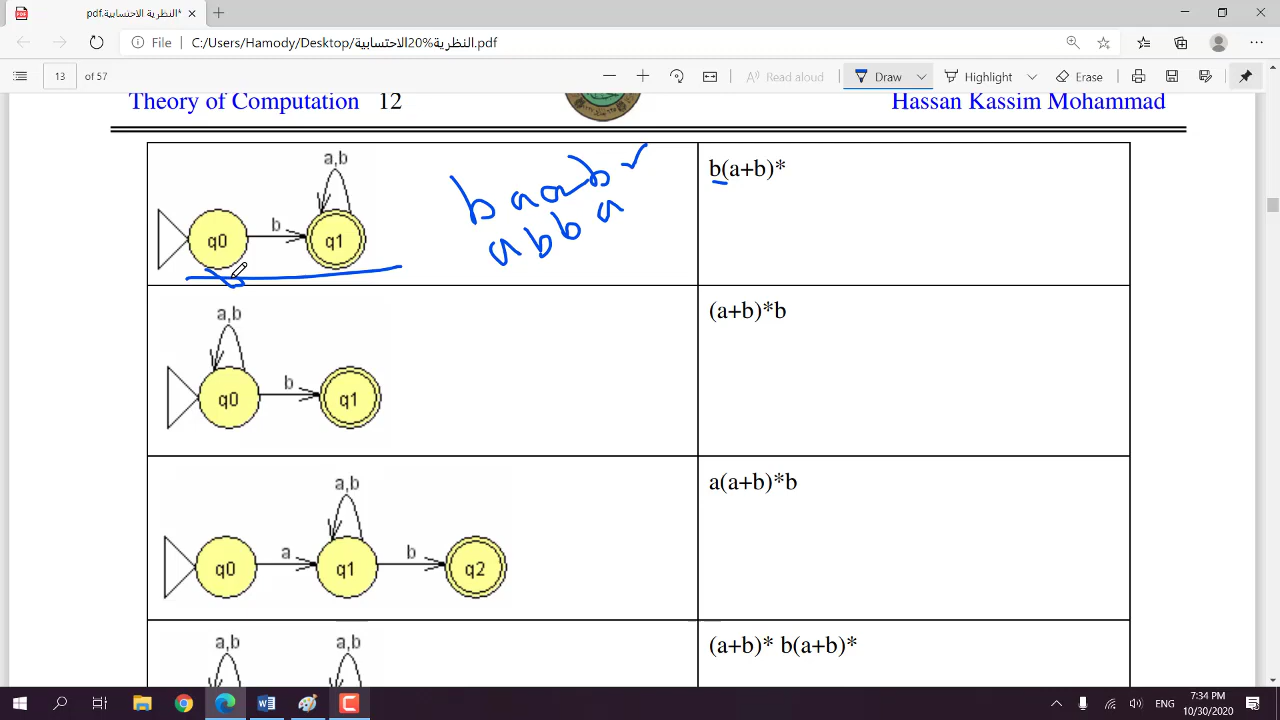 النظرية الاحتسابية.pdf*
File C:/Users/Hamody/Desktop/النظرية%20الاحتسابية.pdf
13 of 57 Read aloud Draw Highlight Erase
Theory of Computation 12 Hassan Kassim Mohammad
a,b
b a a b ✓
b(a+b)*
a b b a
q0 b q1
b
a,b
(a+b)*b
q0 b q1
a,b
a(a+b)*b
q0 a q1 b q2
a,b a,b
(a+b)* b(a+b)*
ENG
7:34 PM
10/30/2020